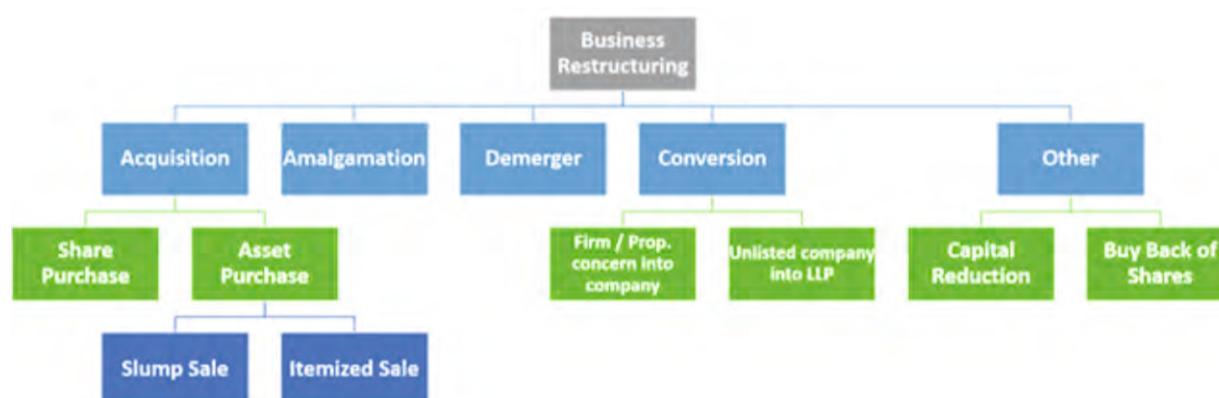 Business
Restructuring
Acquisition
Amalgamation
Demerger
Conversion
Other
Share
Purchase
Asset
Purchase
Firm / Prop.
concern into
company
Unlisted company
into LLP
Capital
Reduction
Buy Back of
Shares
Slump Sale
Itemized Sale